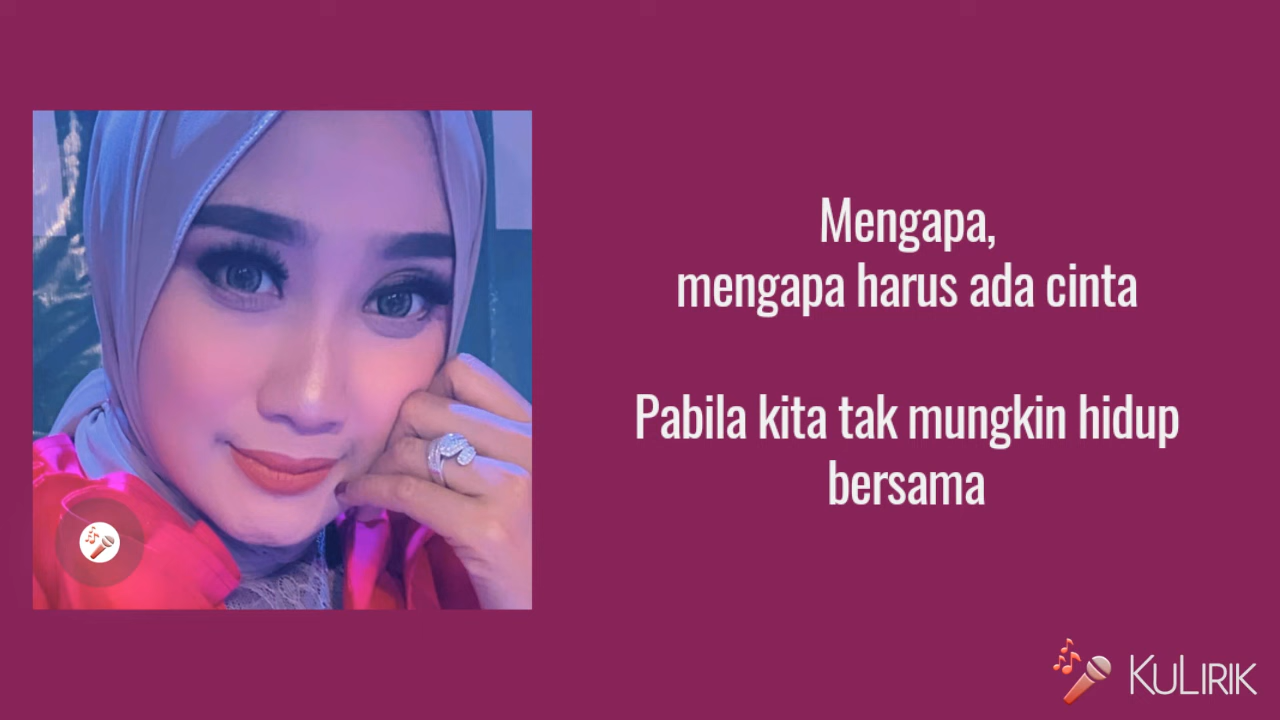 Mengapa,
mengapa harus ada cinta
Pabila kita tak mungkin hidup
bersama
KULIRIK